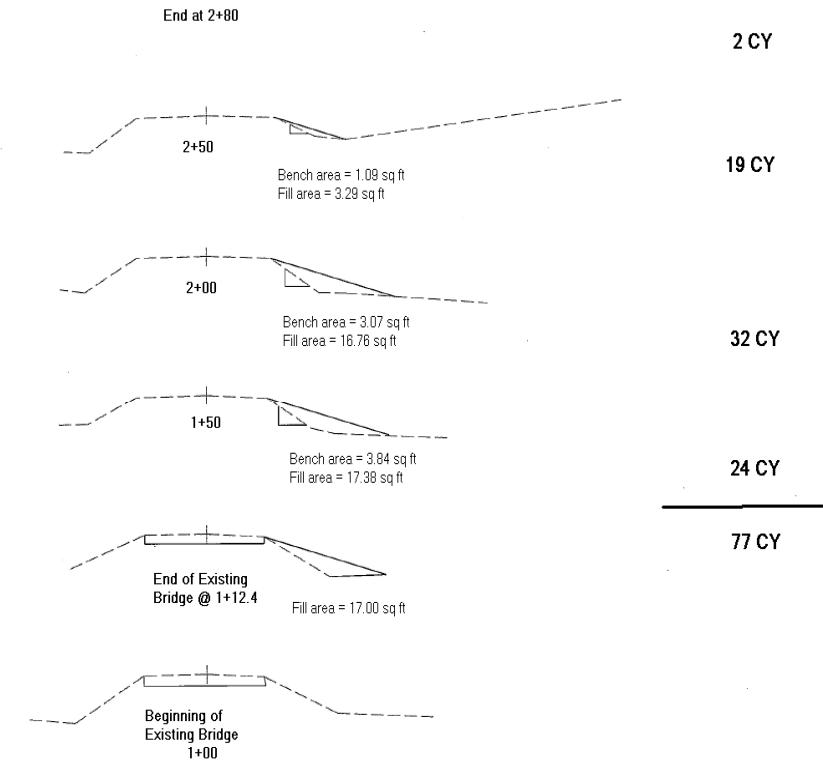 End at 2+80
2 CY
2+50
19 CY
Bench area = 1.09 sq ft
Fill area = 3.29 sq ft
2+00
Bench area = 3.07 sq ft
Fill area = 16.76 sq ft
32 CY
1+50
Bench area = 3.84 sq ft
Fill area = 17.38 sq ft
24 CY
77 CY
End of Existing
Bridge @ 1+12.4
Fill area = 17.00 sq ft
Beginning of
Existing Bridge
1+00